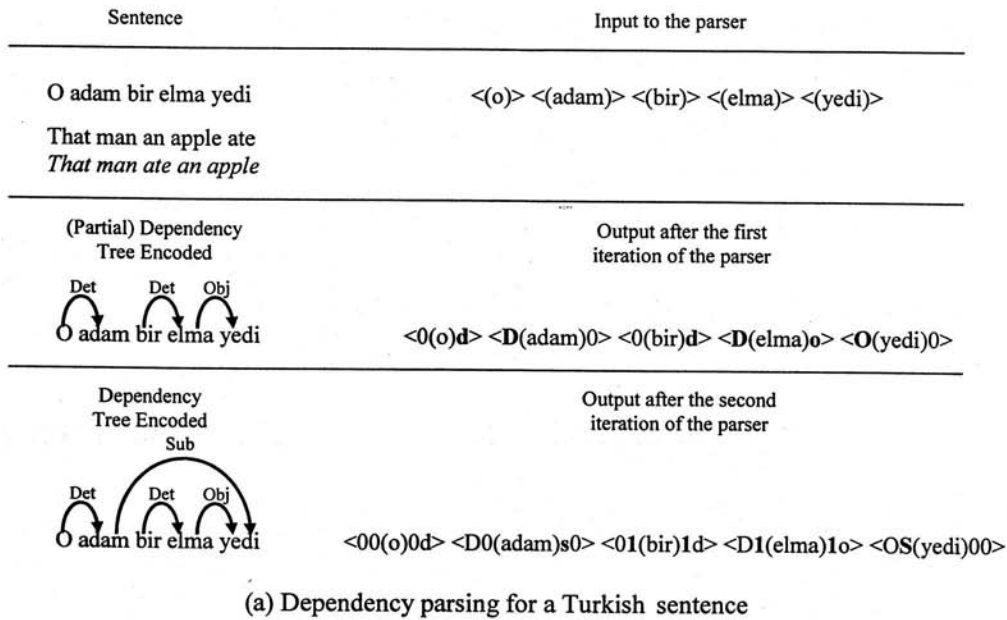 Sentence Input to the parser
O adam bir elma yedi <(o)> <(adam)> <(bir)> <(elma)> <(yedi)>
That man an apple ate
That man ate an apple
(Partial) Dependency
Tree Encoded
Output after the first
iteration of the parser
Det Det Obj
O adam bir elma yedi <0(o)d> <D(adam)0> <0(bir)d> <D(elma)o> <O(yedi)0>
Dependency
Tree Encoded
Output after the second
iteration of the parser
Sub
Det Det Obj
O adam bir elma yedi <00(o)0d> <D0(adam)s0> <01(bir)1d> <D1(elma)1o> <OS(yedi)00>
(a) Dependency parsing for a Turkish sentence